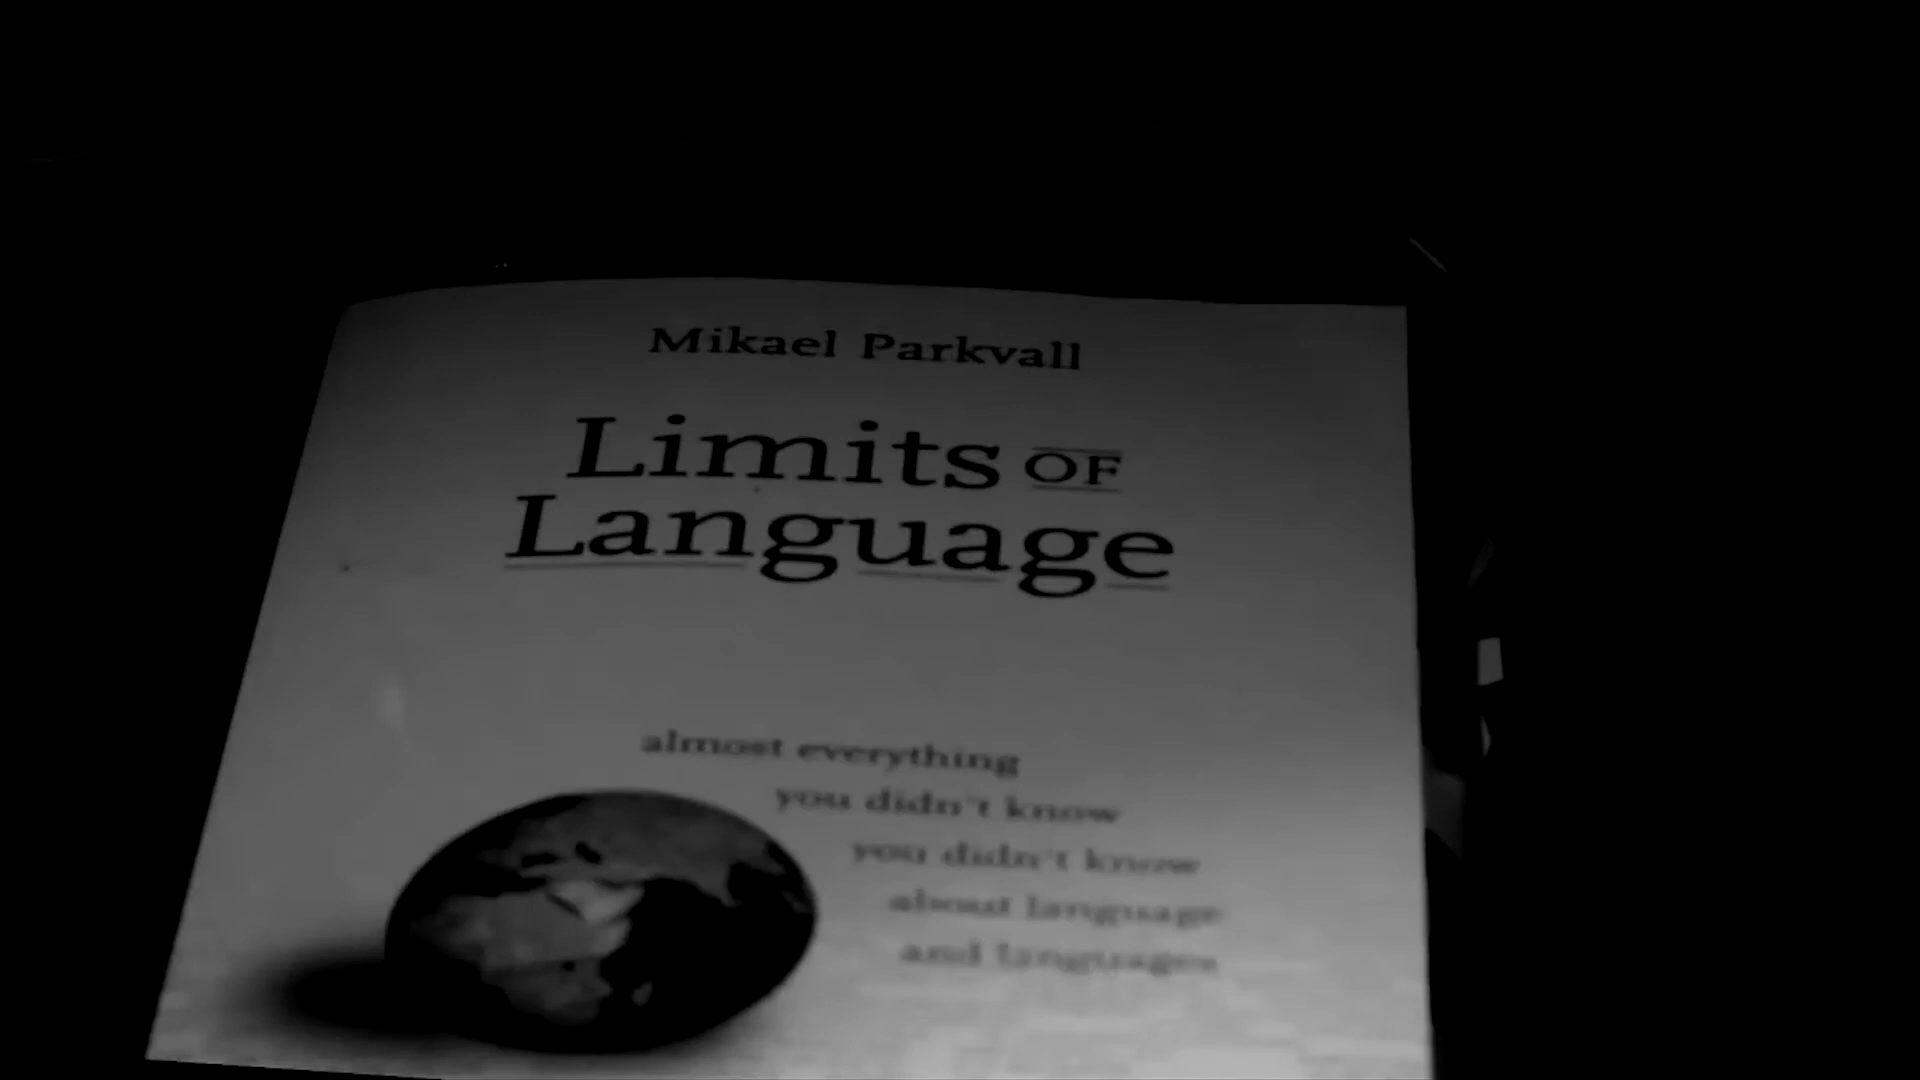 Mikael Parkvall
Limits OF
Language
almost everything
you didn't know
you didn't know
about language
and languages